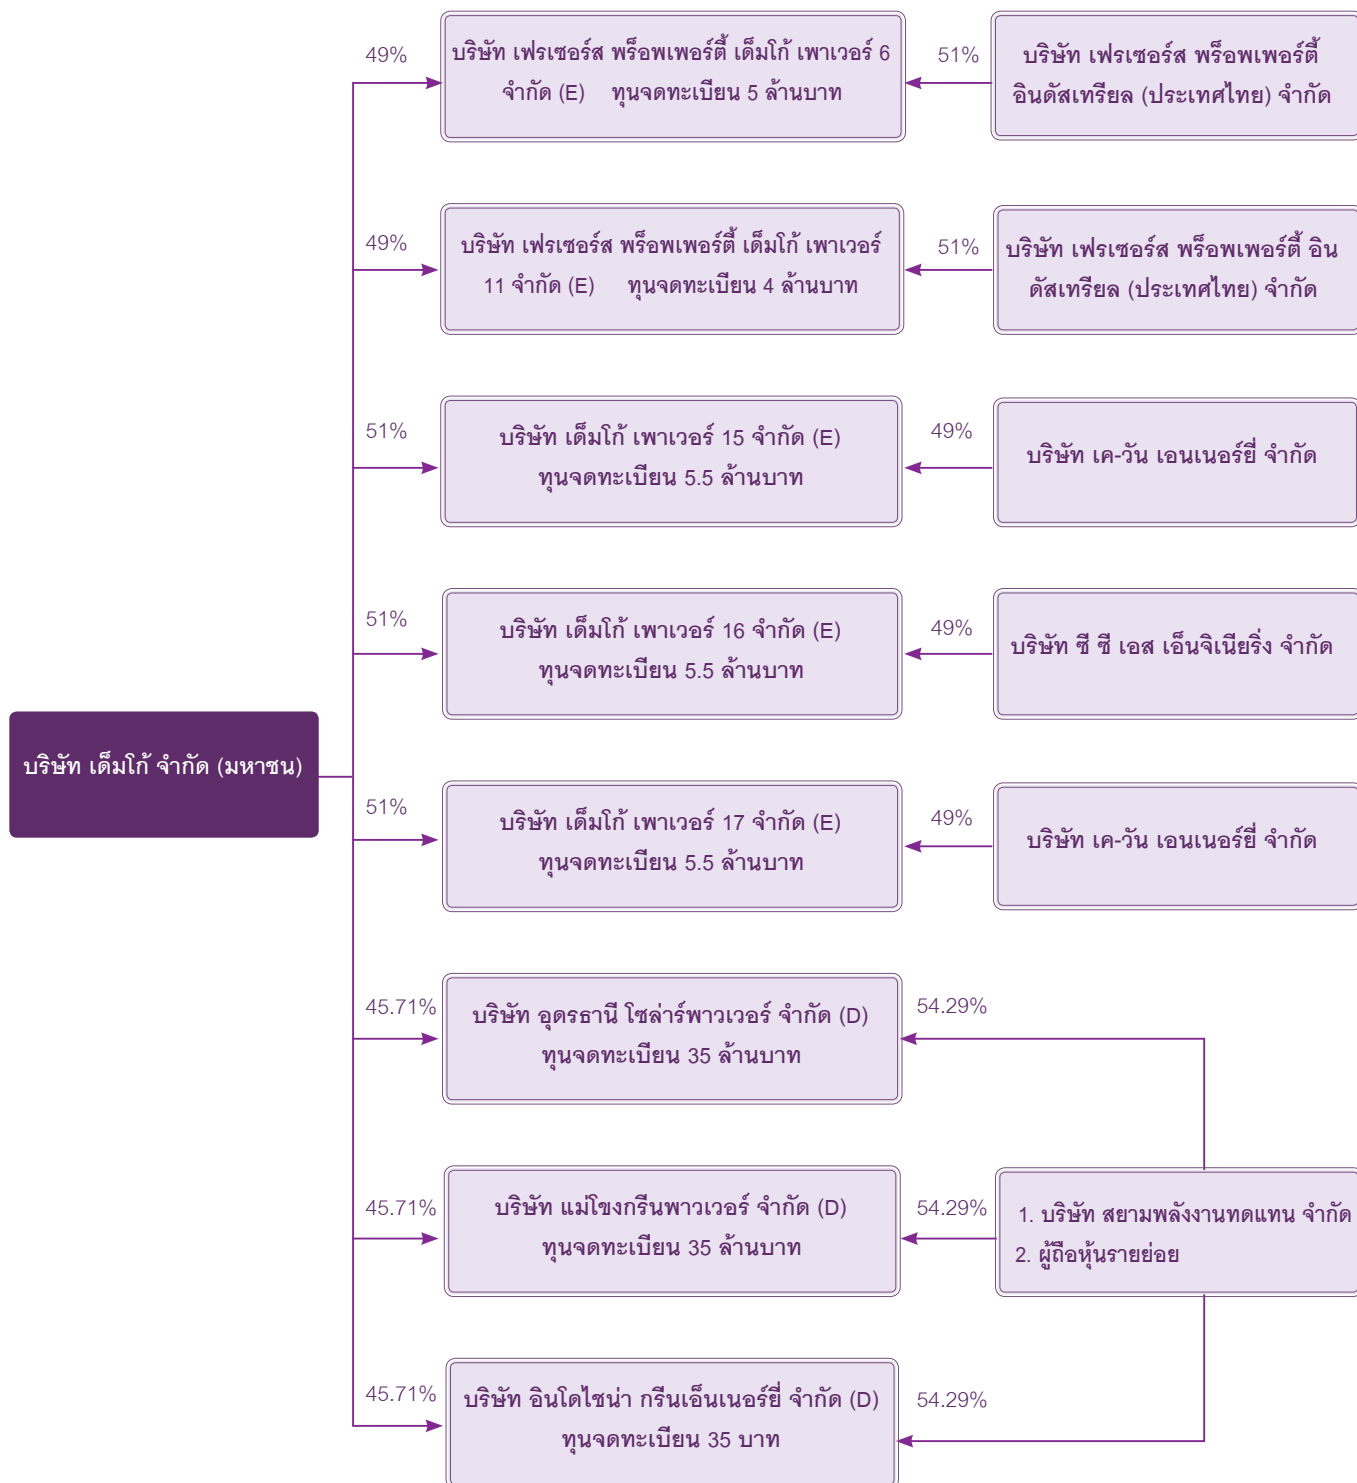 49%
บริษัท เฟรเซอร์ส พร็อพเพอร์ตี้ เด็มโก้ เพาเวอร์ 6
จำกัด (E) ทุนจดทะเบียน 5 ล้านบาท
51%
บริษัท เฟรเซอร์ส พร็อพเพอร์ตี้
อินดัสเทรียล (ประเทศไทย) จำกัด
49%
บริษัท เฟรเซอร์ส พร็อพเพอร์ตี้ เด็มโก้ เพาเวอร์
11 จำกัด (E) ทุนจดทะเบียน 4 ล้านบาท
51%
บริษัท เฟรเซอร์ส พร็อพเพอร์ตี้ อิน
ดัสเทรียล (ประเทศไทย) จำกัด
51%
บริษัท เด็มโก้ เพาเวอร์ 15 จำกัด (E)
ทุนจดทะเบียน 5.5 ล้านบาท
49%
บริษัท เค-วัน เอนเนอร์ยี่ จำกัด
51%
บริษัท เด็มโก้ เพาเวอร์ 16 จำกัด (E)
ทุนจดทะเบียน 5.5 ล้านบาท
49%
บริษัท ซี ซี เอส เอ็นจิเนียริ่ง จำกัด
บริษัท เด็มโก้ จำกัด (มหาชน)
51%
บริษัท เด็มโก้ เพาเวอร์ 17 จำกัด (E)
ทุนจดทะเบียน 5.5 ล้านบาท
49%
บริษัท เค-วัน เอนเนอร์ยี่ จำกัด
45.71%
บริษัท อุดรธานี โซล่าร์พาวเวอร์ จำกัด (D)
ทุนจดทะเบียน 35 ล้านบาท
54.29%
45.71%
บริษัท แม่โขงกรีนพาวเวอร์ จำกัด (D)
ทุนจดทะเบียน 35 ล้านบาท
54.29%
1. บริษัท สยามพลังงานทดแทน จำกัด
2. ผู้ถือหุ้นรายย่อย
45.71%
บริษัท อินโดไชน่า กรีนเอ็นเนอร์ยี่ จำกัด (D)
ทุนจดทะเบียน 35 บาท
54.29%